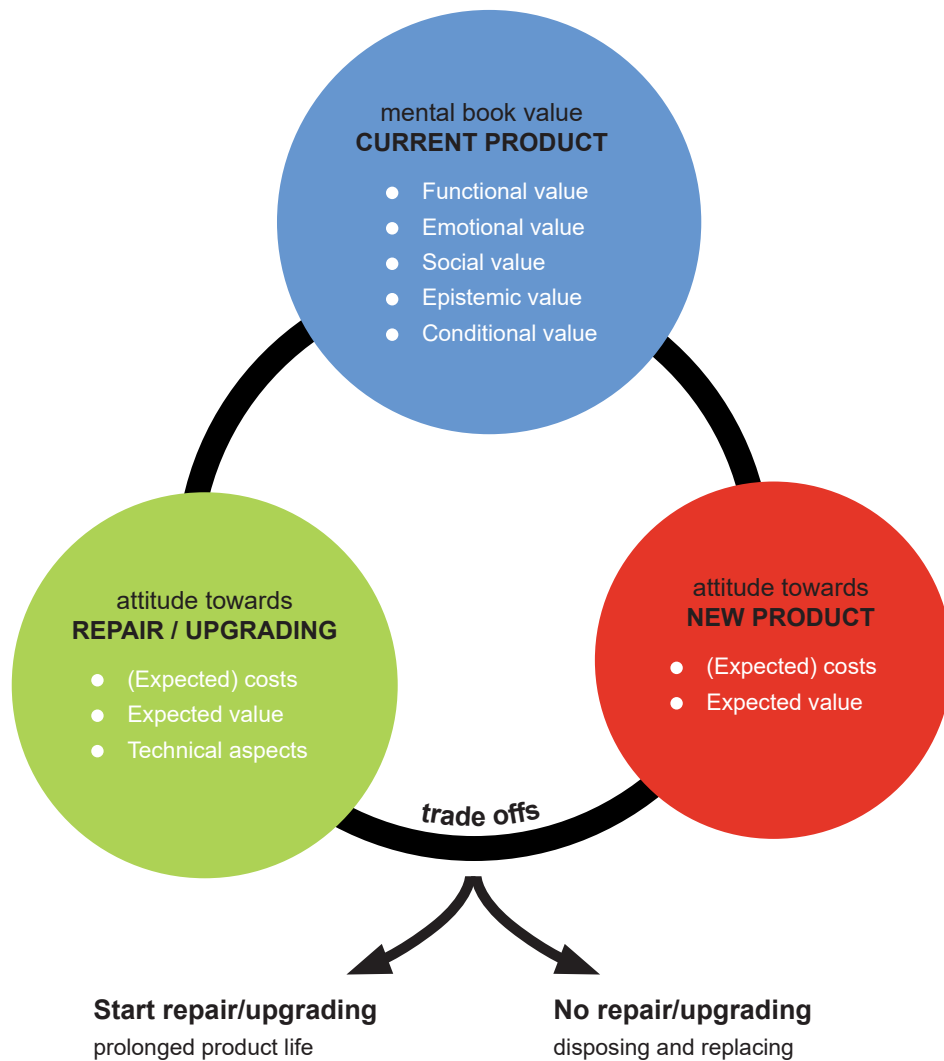 mental book value
CURRENT PRODUCT
● Functional value
● Emotional value
● Social value
● Epistemic value
● Conditional value
attitude towards
REPAIR / UPGRADING
● (Expected) costs
● Expected value
● Technical aspects
attitude towards
NEW PRODUCT
● (Expected) costs
● Expected value
trade offs
Start repair/upgrading
prolonged product life
No repair/upgrading
disposing and replacing